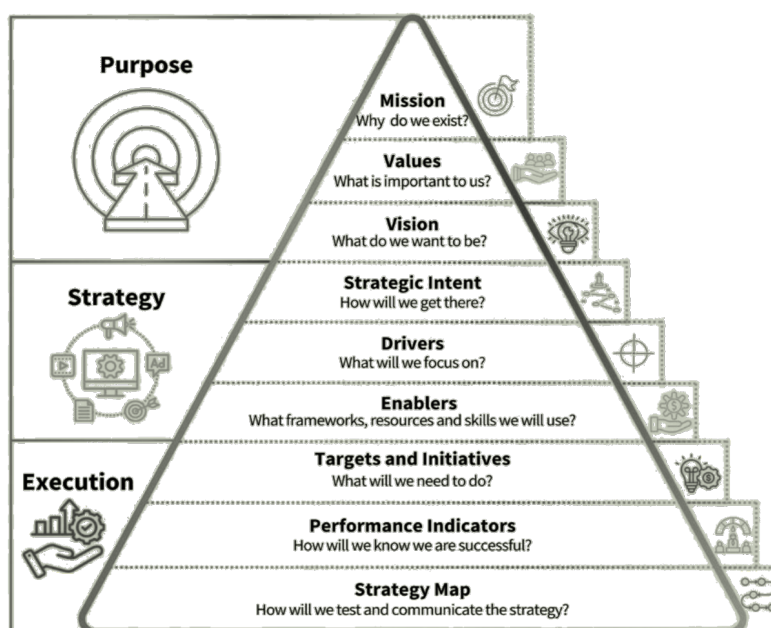 Purpose
Mission
Why do we exist?
Values
What is important to us?
Vision
What do we want to be?
Strategy
Strategic Intent
How will we get there?
Drivers
What will we focus on?
Ad
Enablers
What frameworks, resources and skills we will use?
Execution
Targets and Initiatives
What will we need to do?
Performance Indicators
How will we know we are successful?
Strategy Map
How will we test and communicate the strategy?